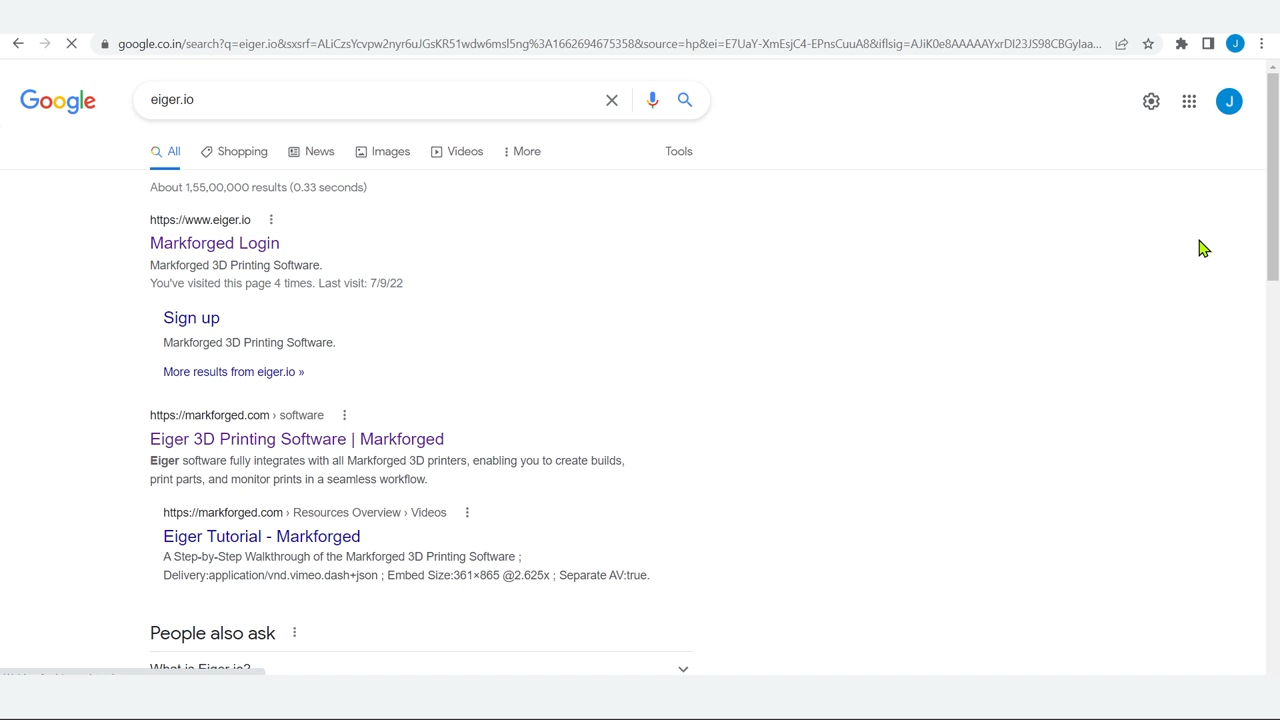 google.co.in/search?q=eiger.io&sxsrf=ALiCzsYcvpw2nyr6uJGsKR51wdw6msl5ng%3A1662694675358&source=hp&ei=E7UaY-XmEsjC4-EPnsCuuA8&iflsig=AJiK0e8AAAAAYxrDI23JS98CBGylaa...
J
Google
eiger.io
J
All
Shopping
News
Images
Videos
More
Tools
About 1,55,00,000 results (0.33 seconds)
https://www.eiger.io
Markforged Login
Markforged 3D Printing Software.
You've visited this page 4 times. Last visit: 7/9/22
Sign up
Markforged 3D Printing Software.
More results from eiger.io »
https://markforged.com › software
Eiger 3D Printing Software | Markforged
Eiger software fully integrates with all Markforged 3D printers, enabling you to create builds,
print parts, and monitor prints in a seamless workflow.
https://markforged.com › Resources Overview › Videos
Eiger Tutorial - Markforged
A Step-by-Step Walkthrough of the Markforged 3D Printing Software ;
Delivery:application/vnd.vimeo.dash+json ; Embed Size:361×865 @2.625x ; Separate AV:true.
People also ask
What is Eiger.io?